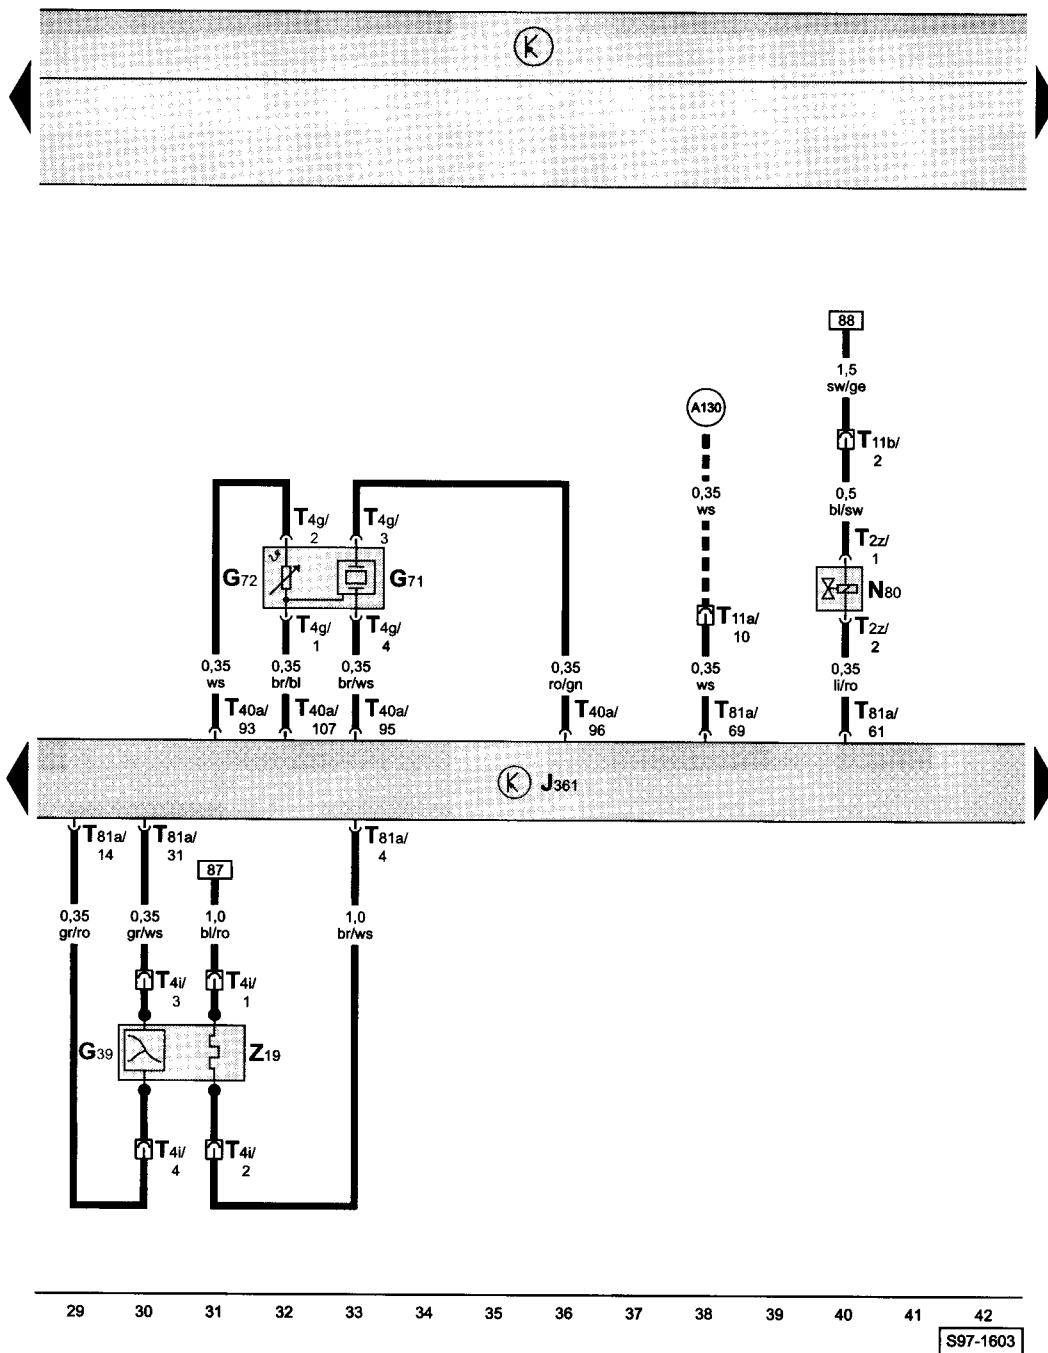 K
88
1,5
sw/ge
A130
T11b/
2
0,35
ws
0,5
bl/sw
T4g/
2
T4g/
3
T2z/
1
G72
G71
N80
T11a/
10
T4g/
1
T4g/
4
T2z/
2
0,35
ws
0,35
br/bl
0,35
br/ws
0,35
ro/gn
0,35
ws
0,35
li/ro
T40a/
93
T40a/
107
T40a/
95
T40a/
96
T81a/
69
T81a/
61
K J361
T81a/
14
T81a/
31
T81a/
4
87
0,35
gr/ro
0,35
gr/ws
1,0
bl/ro
1,0
br/ws
T4i/
3
T4i/
1
G39
Z19
T4i/
4
T4i/
2
29 30 31 32 33 34 35 36 37 38 39 40 41 42
S97-1603